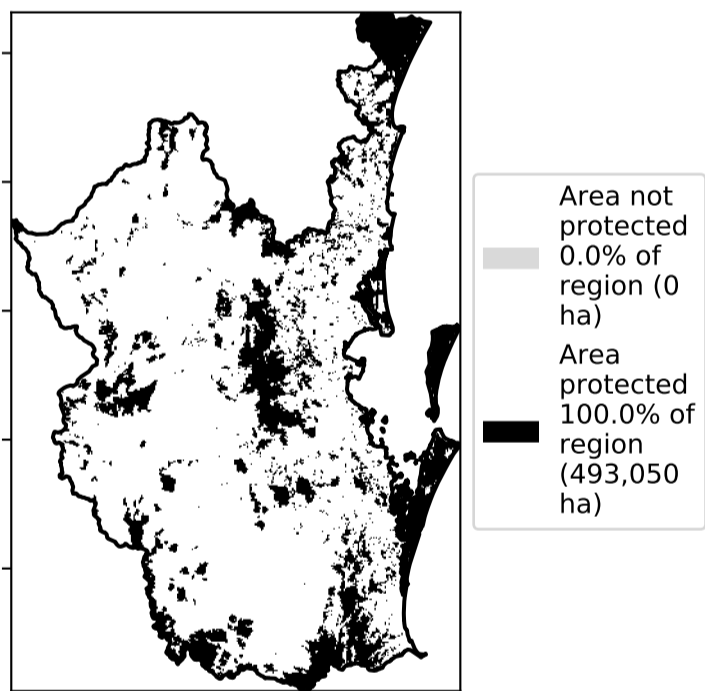 Area not
protected
0.0% of
region (0
ha)
Area
protected
100.0% of
region
(493,050
ha)